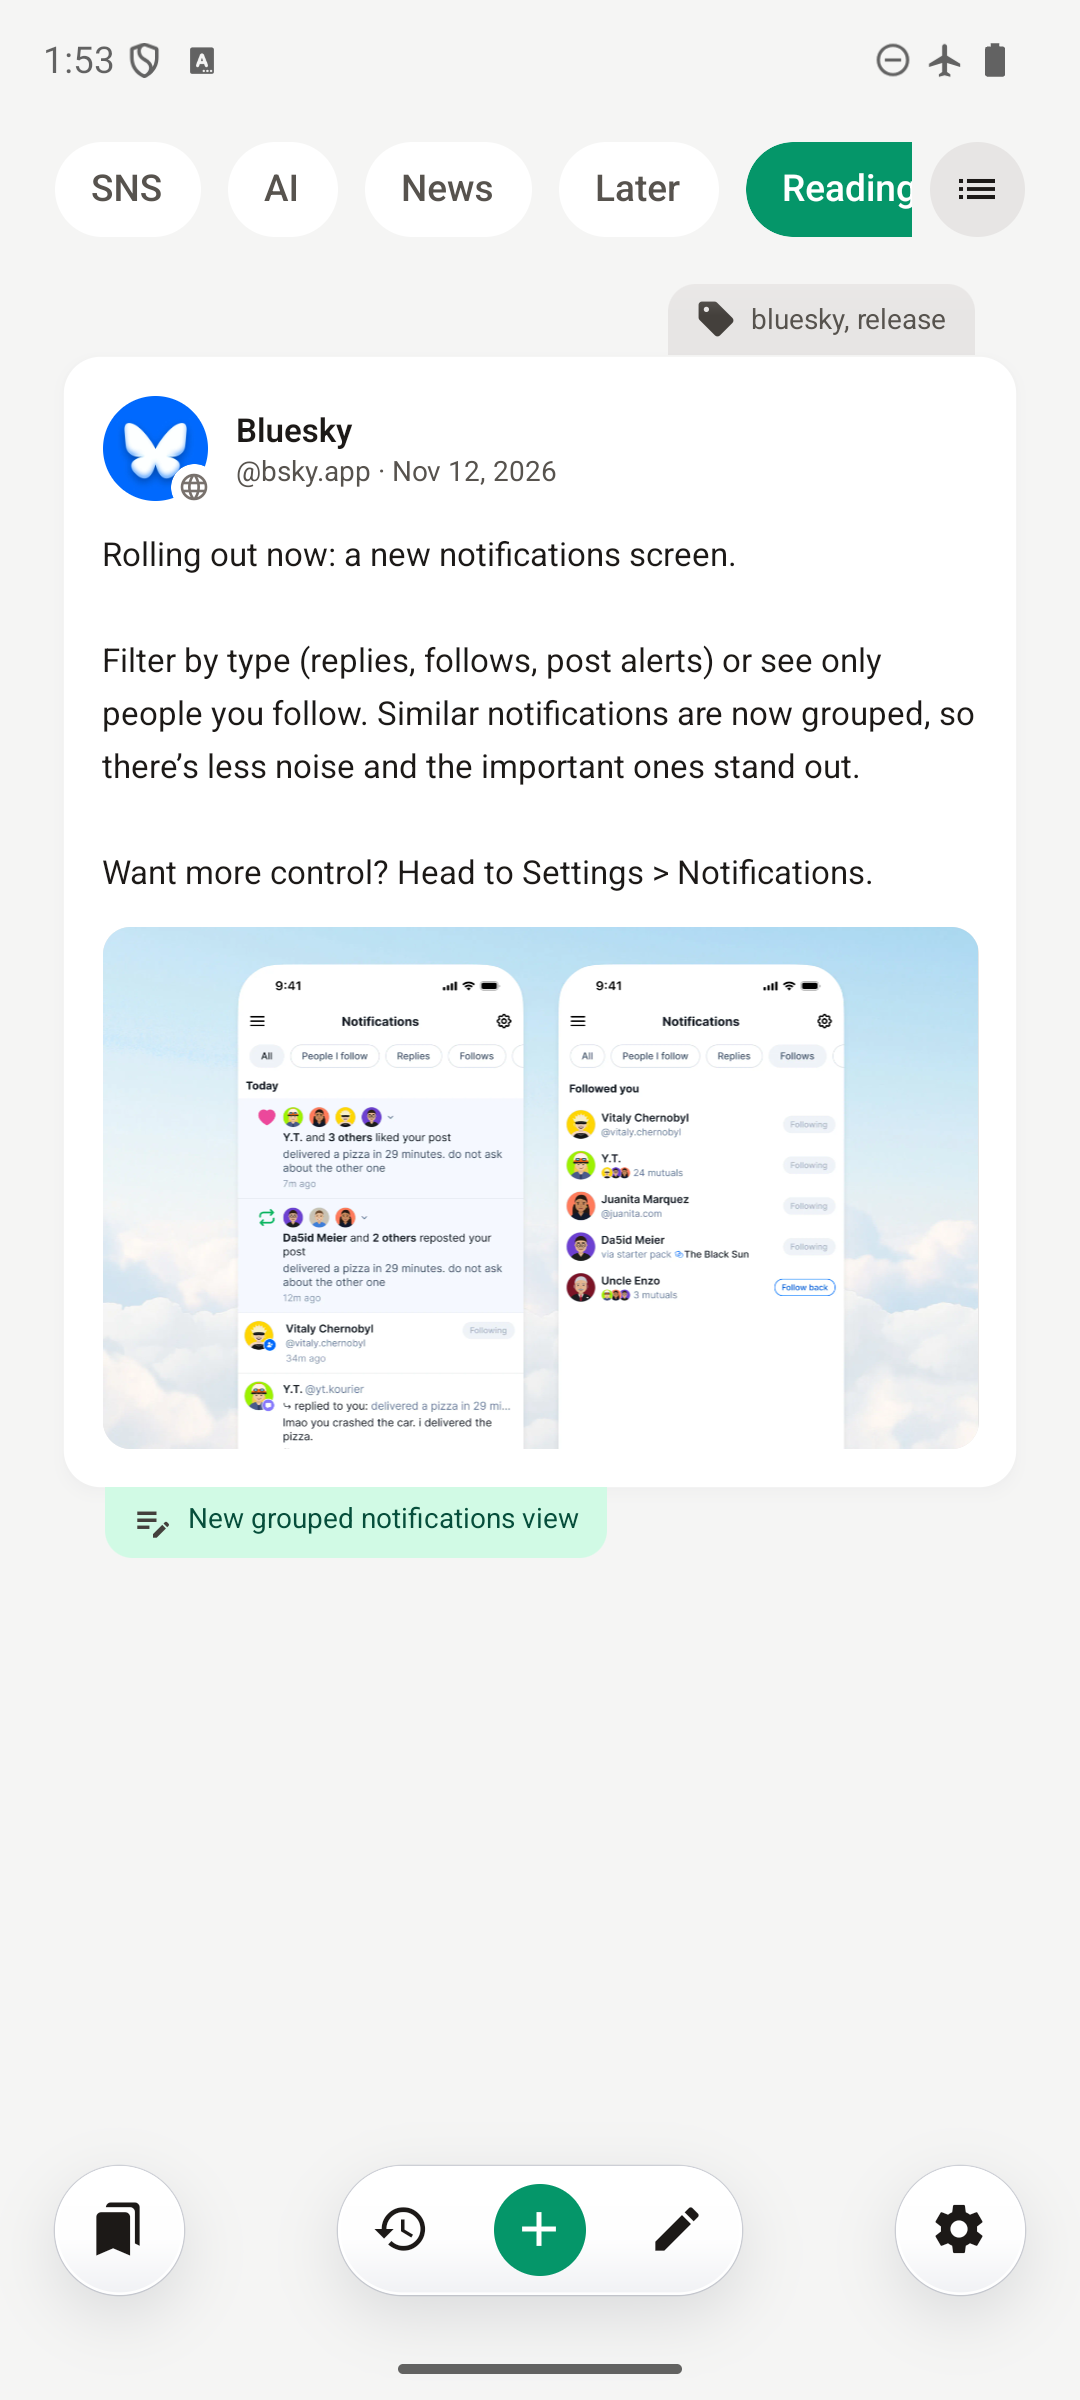 1:53
SNS
AI
News
Later
Reading
bluesky, release
Bluesky
@bsky.app · Nov 12, 2026
Rolling out now: a new notifications screen.
Filter by type (replies, follows, post alerts) or see only
people you follow. Similar notifications are now grouped, so
there’s less noise and the important ones stand out.
Want more control? Head to Settings > Notifications.
9:41
Notifications
All
People I follow
Replies
Follows
Today
Y.T. and 3 others liked your post
delivered a pizza in 29 minutes. do not ask
about the other one
7m ago
Da5id Meier and 2 others reposted your
post
delivered a pizza in 29 minutes. do not ask
about the other one
12m ago
Vitaly Chernobyl
Following
@vitaly.chernobyl
34m ago
Y.T. @yt.kourier
replied to you: delivered a pizza in 29 mi...
lmao you crashed the car. i delivered the
pizza.
9:41
Notifications
All
People I follow
Replies
Follows
Followed you
Vitaly Chernobyl
@vitaly.chernobyl
Following
Y.T.
24 mutuals
Following
Juanita Marquez
@juanita.com
Following
Da5id Meier
via starter pack The Black Sun
Following
Uncle Enzo
3 mutuals
Follow back
New grouped notifications view